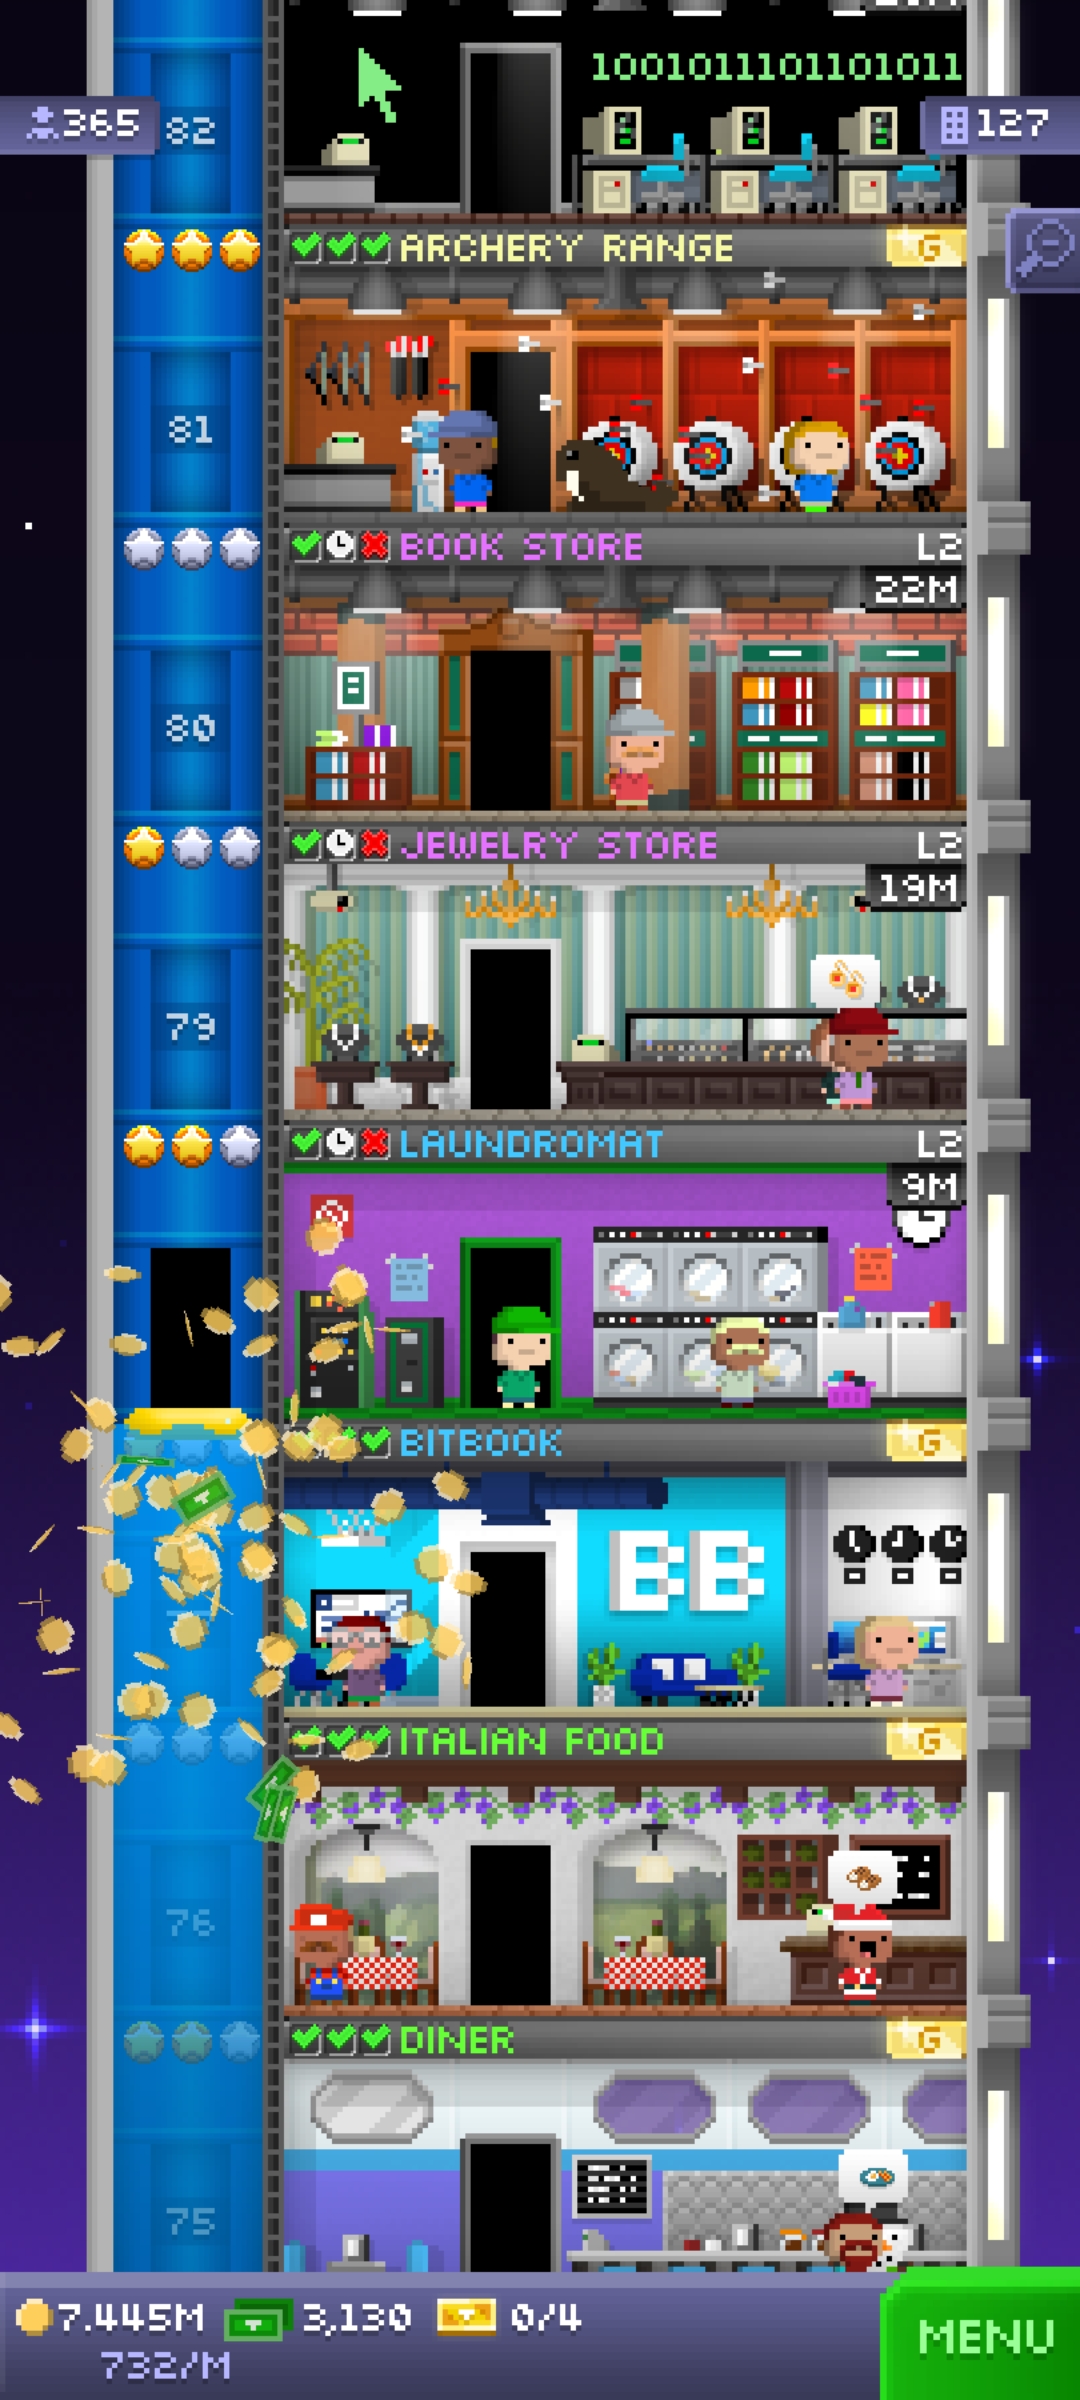 1001011101101011
365
82
127
ARCHERY RANGE
G
81
BOOK STORE
L2
22M
80
JEWELRY STORE
L2
19M
79
LAUNDROMAT
L2
9M
BITBOOK
G
BB
ITALIAN FOOD
G
76
DINER
G
75
7.445M
3,130
0/4
732/M
MENU